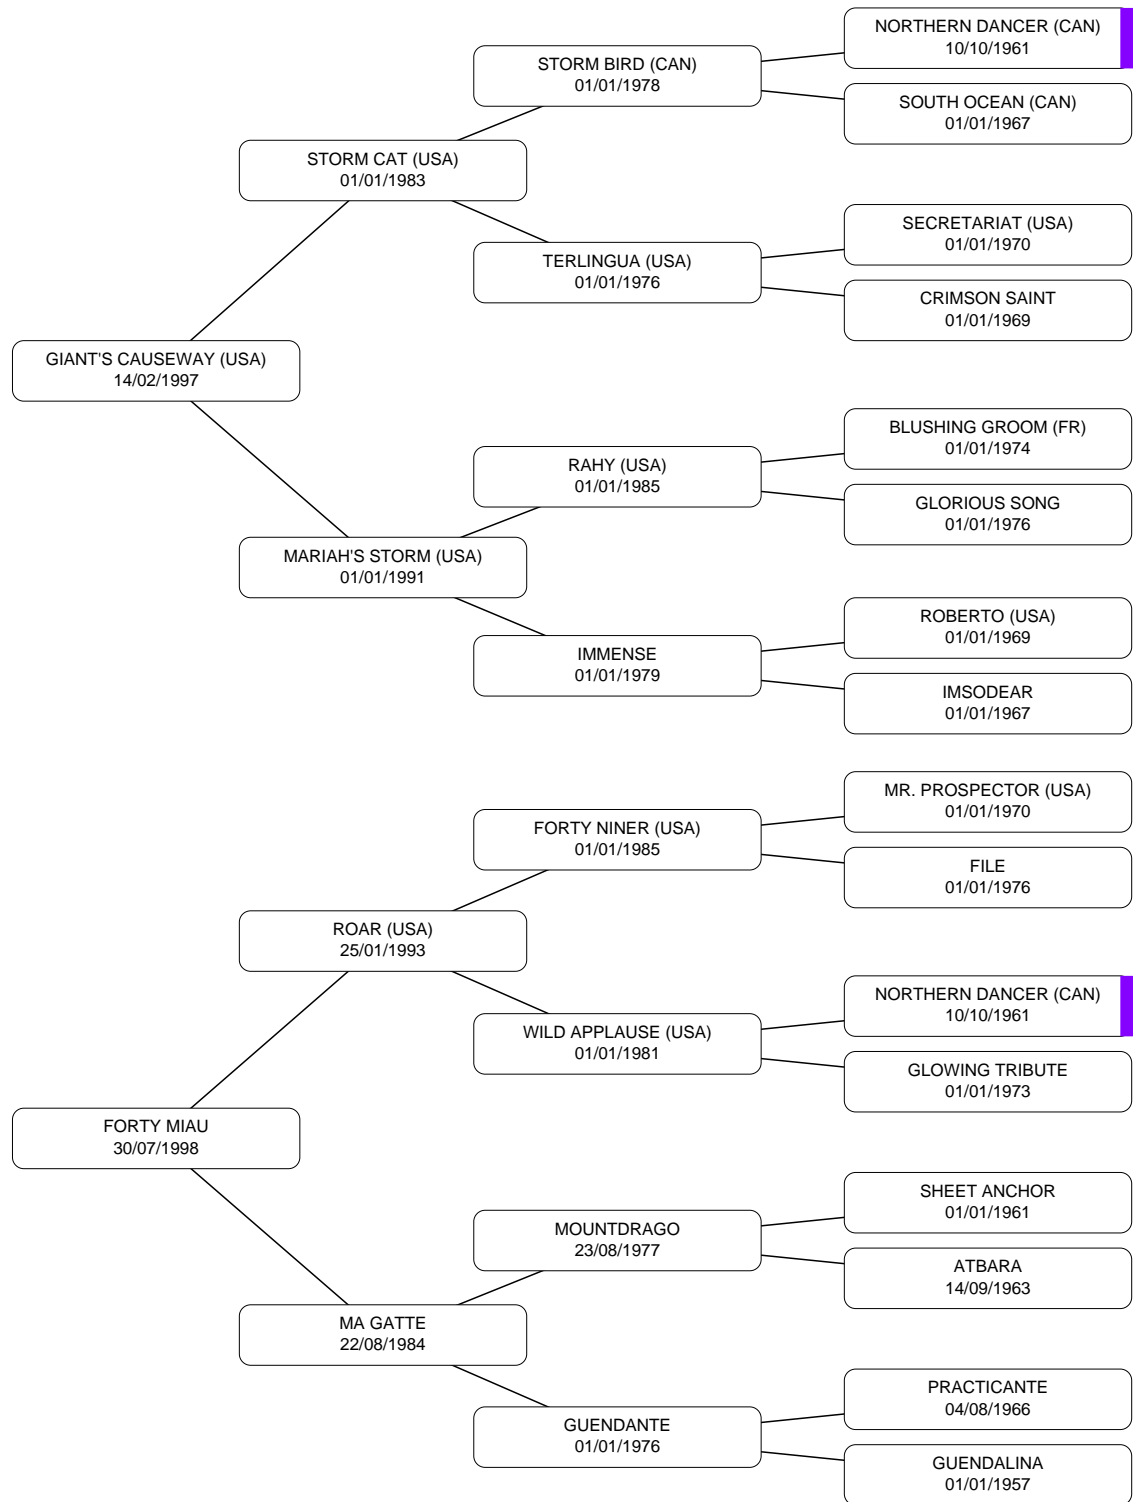 NORTHERN DANCER (CAN)
10/10/1961
STORM BIRD (CAN)
01/01/1978
SOUTH OCEAN (CAN)
01/01/1967
STORM CAT (USA)
01/01/1983
SECRETARIAT (USA)
01/01/1970
TERLINGUA (USA)
01/01/1976
CRIMSON SAINT
01/01/1969
GIANT'S CAUSEWAY (USA)
14/02/1997
BLUSHING GROOM (FR)
01/01/1974
RAHY (USA)
01/01/1985
GLORIOUS SONG
01/01/1976
MARIAH'S STORM (USA)
01/01/1991
ROBERTO (USA)
01/01/1969
IMMENSE
01/01/1979
IMSODEAR
01/01/1967
MR. PROSPECTOR (USA)
01/01/1970
FORTY NINER (USA)
01/01/1985
FILE
01/01/1976
ROAR (USA)
25/01/1993
NORTHERN DANCER (CAN)
10/10/1961
WILD APPLAUSE (USA)
01/01/1981
GLOWING TRIBUTE
01/01/1973
FORTY MIAU
30/07/1998
SHEET ANCHOR
01/01/1961
MOUNTDRAGO
23/08/1977
ATBARA
14/09/1963
MA GATTE
22/08/1984
PRACTICANTE
04/08/1966
GUENDANTE
01/01/1976
GUENDALINA
01/01/1957